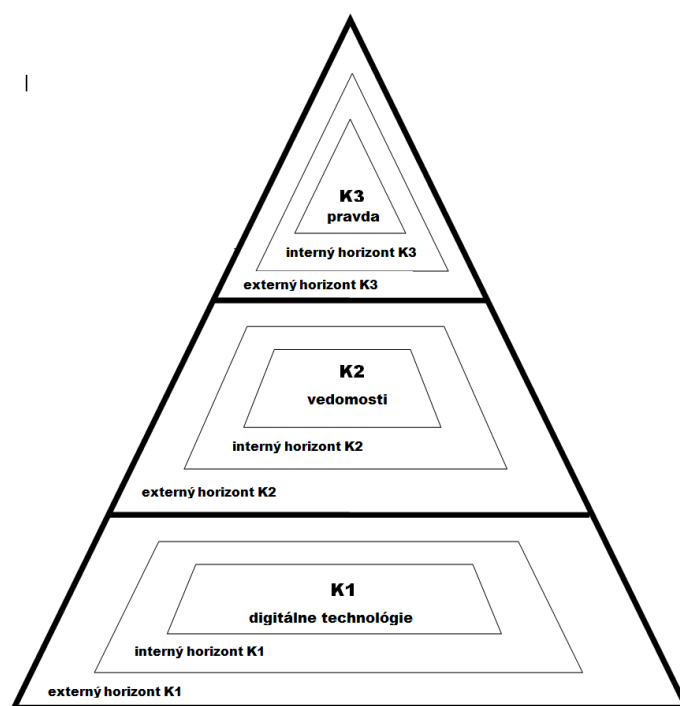 K3
pravda
interný horizont K3
externý horizont K3
K2
vedomosti
interný horizont K2
externý horizont K2
K1
digitálne technológie
interný horizont K1
externý horizont K1